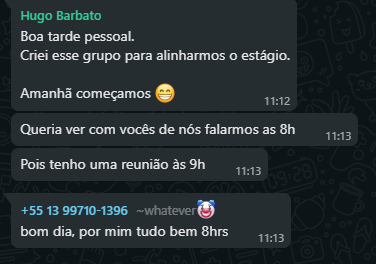 Hugo Barbato
Boa tarde pessoal.
Criei esse grupo para alinharmos o estágio.
Amanhã começamos 😁
11:12
Queria ver com vocês de nós falarmos as 8h
11:13
Pois tenho uma reunião às 9h
11:13
+55 13 99710-1396 ~whatever🤡
bom dia, por mim tudo bem 8hrs
11:13